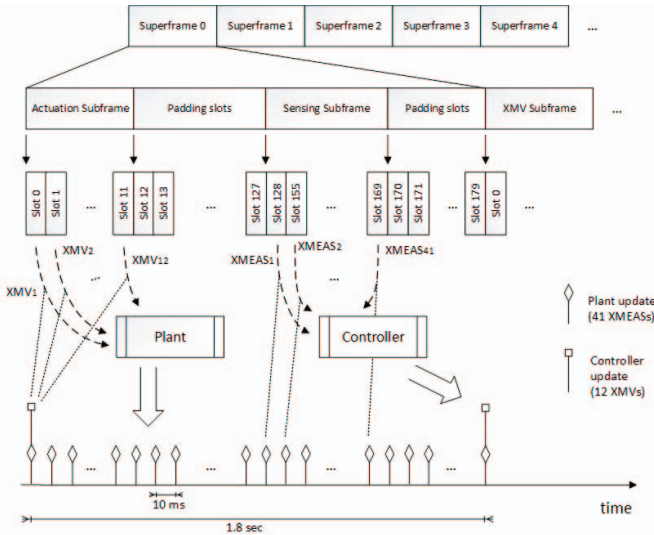 Superframe 0 Superframe 1 Superframe 2 Superframe 3 Superframe 4 ...
Actuation Subframe Padding slots Sensing Subframe Padding slots XMV Subframe ...
Slot 0 Slot 1 ... Slot 11 Slot 12 Slot 13 ... Slot 127 Slot 128 Slot 155 ... Slot 169 Slot 170 Slot 171 ... Slot 179 Slot 0 ...
XMV1 XMV2 ... XMV12 XMEAS1 XMEAS2 ... XMEAS41
Plant Controller
Plant update
(41 XMEASs)
Controller
update
(12 XMVs)
... ... ... ... ...
10 ms
time
1.8 sec